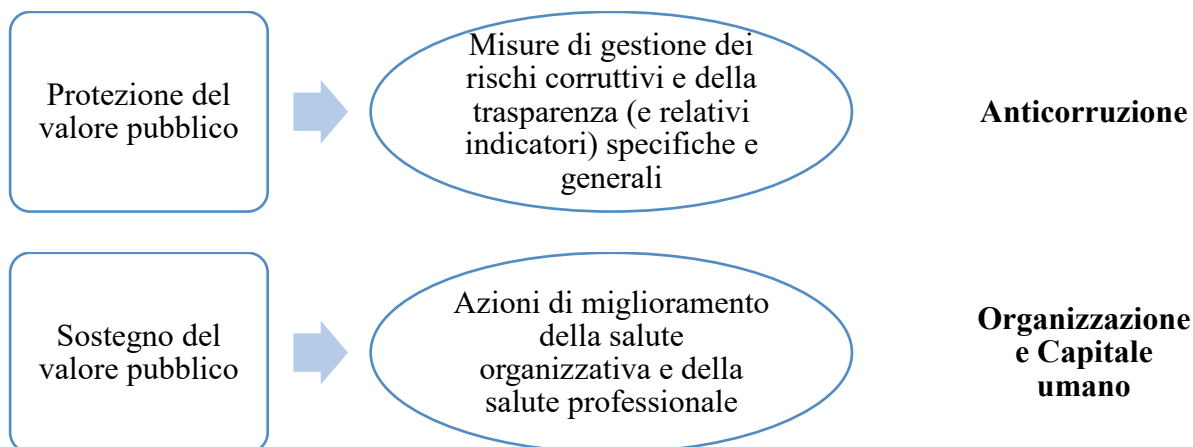 Protezione del
valore pubblico
Misure di gestione dei
rischi corruttivi e della
trasparenza (e relativi
indicatori) specifiche e
generali
Anticorruzione
Sostegno del
valore pubblico
Azioni di miglioramento
della salute
organizzativa e della
salute professionale
Organizzazione
e Capitale
umano